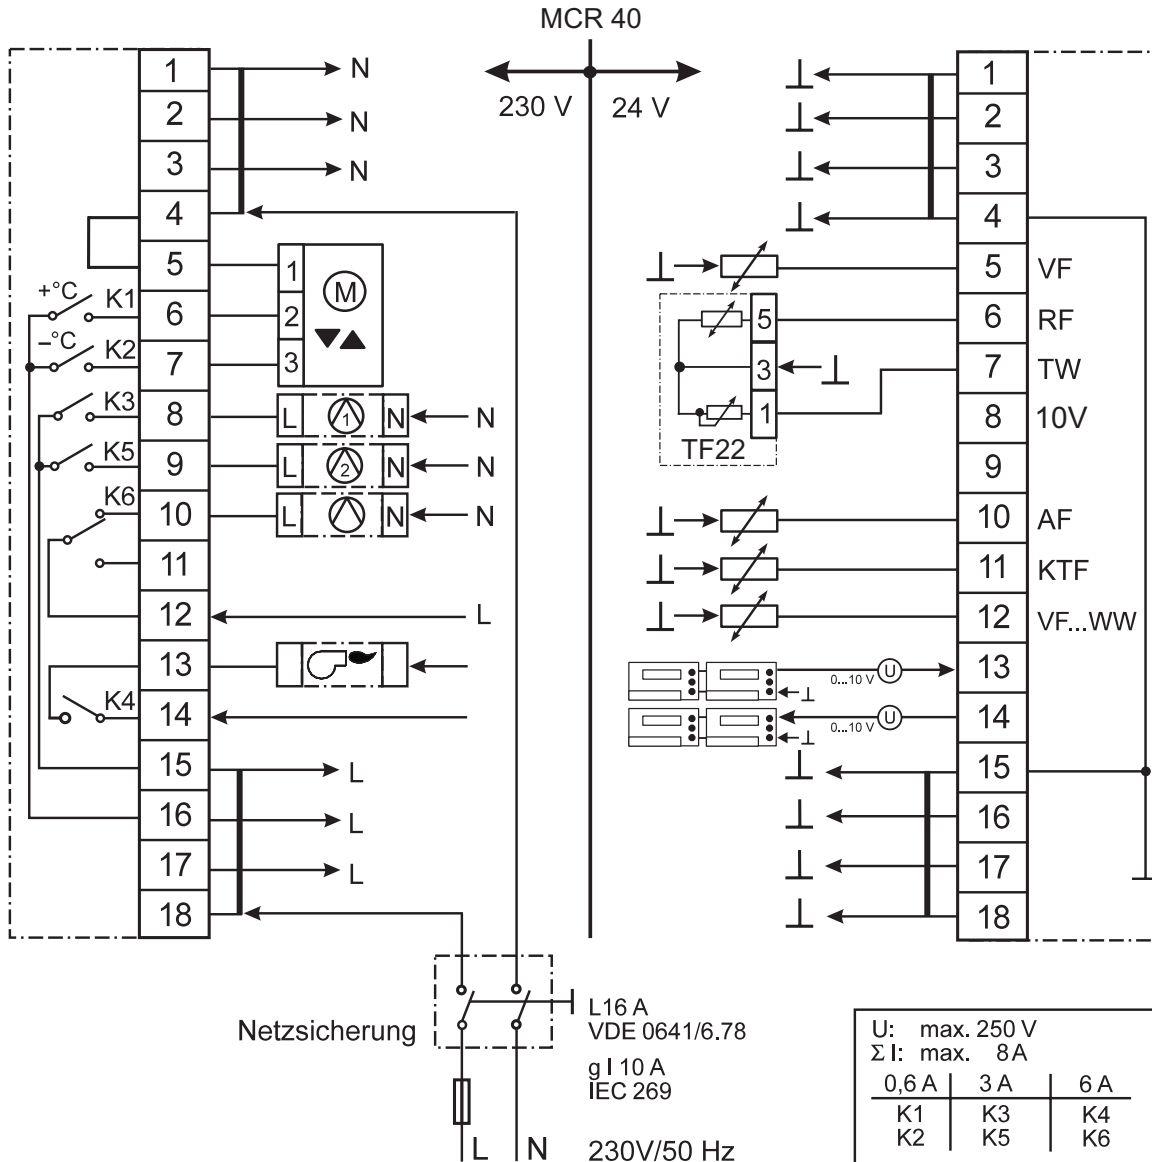 MCR 40
230 V
24 V
1
N
2
N
3
N
4
5
1
M
+°C
K1
6
2
–°C
K2
7
3
K3
8
L
1
N
N
K5
9
L
2
N
N
K6
10
L
N
N
11
12
L
13
K4
14
15
L
16
L
17
L
18
1
2
3
4
5
VF
5
6
RF
3
7
TW
1
8
10V
TF22
9
10
AF
11
KTF
12
VF...WW
0...10 V
U
13
0...10 V
U
14
15
16
17
18
Netzsicherung
L16 A
VDE 0641/6.78
g I 10 A
IEC 269
L
N
230V/50 Hz
U: max. 250 V
Σ I: max. 8 A
0,6 A 3 A 6 A
K1 K3 K4
K2 K5 K6